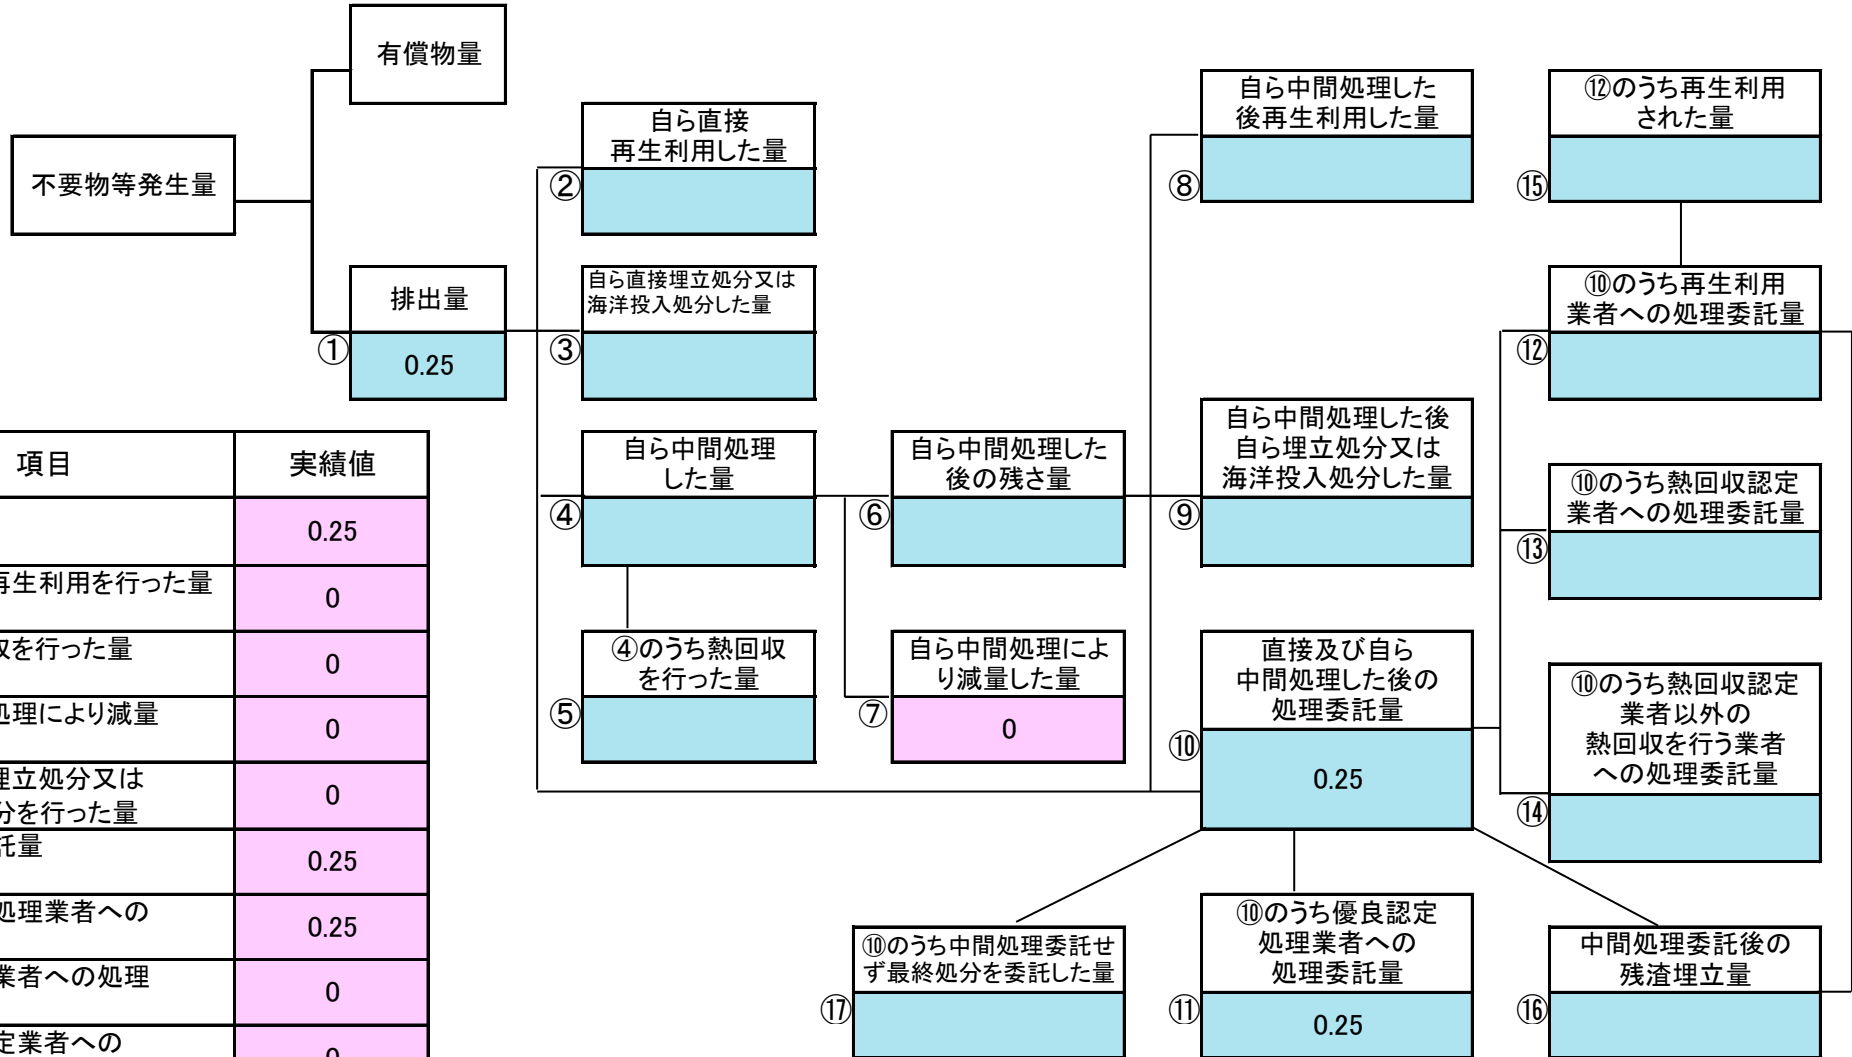 有償物量
不要物等発生量
排出量
①
0.25
自ら直接
再生利用した量
②
自ら直接埋立処分又は
海洋投入処分した量
③
自ら中間処理
した量
④
④のうち熱回収
を行った量
⑤
自ら中間処理した
後の残さ量
⑥
自ら中間処理によ
り減量した量
⑦
0
自ら中間処理した
後再生利用した量
⑧
自ら中間処理した後
自ら埋立処分又は
海洋投入処分した量
⑨
直接及び自ら
中間処理した後の
処理委託量
⑩
0.25
⑫のうち再生利用
された量
⑮
⑩のうち再生利用
業者への処理委託量
⑫
⑩のうち熱回収認定
業者への処理委託量
⑬
⑩のうち熱回収認定
業者以外の
熱回収を行う業者
への処理委託量
⑭
⑩のうち中間処理委託せ
ず最終処分を委託した量
⑰
⑩のうち優良認定
処理業者への
処理委託量
⑪
0.25
中間処理委託後の
残渣埋立量
⑯
項目
実績値
0.25
再生利用を行った量
0
を行った量
0
処理により減量
0
埋立処分又は
分を行った量
0
託量
0.25
処理業者への
0.25
業者への処理
0
定業者への
0